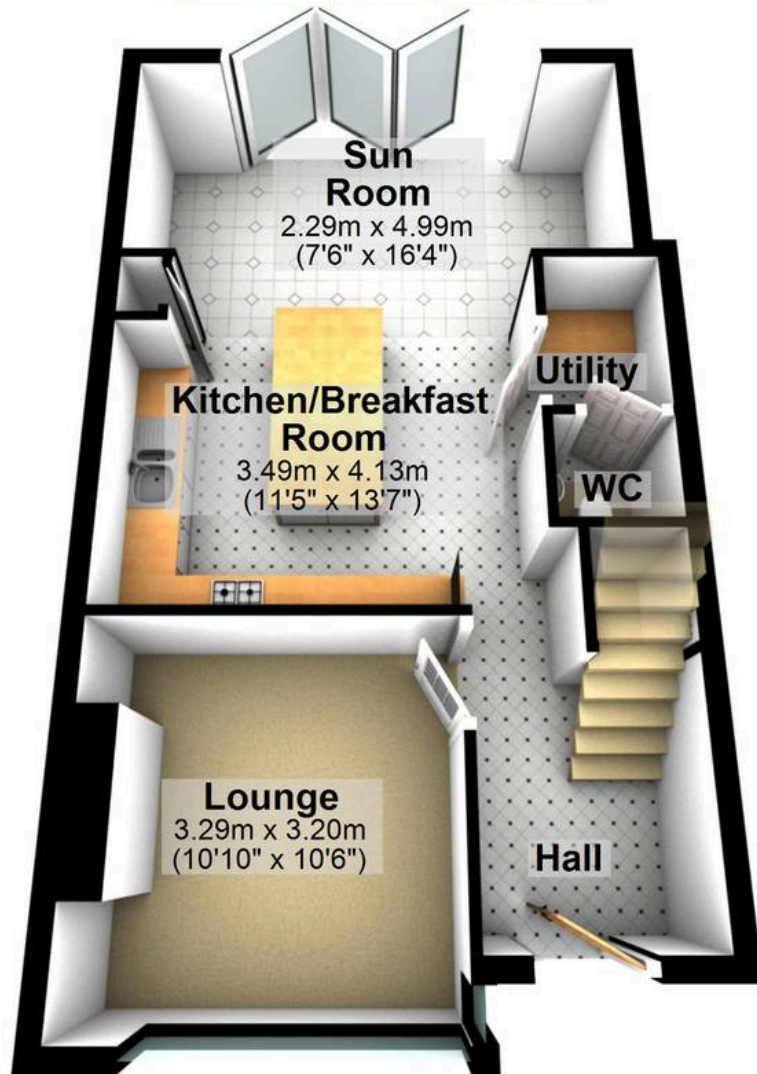 Sun
Room
2.29m x 4.99m
(7'6" x 16'4")
Utility
Kitchen/Breakfast
Room
3.49m x 4.13m
(11'5" x 13'7")
WC
Lounge
3.29m x 3.20m
(10'10" x 10'6")
Hall